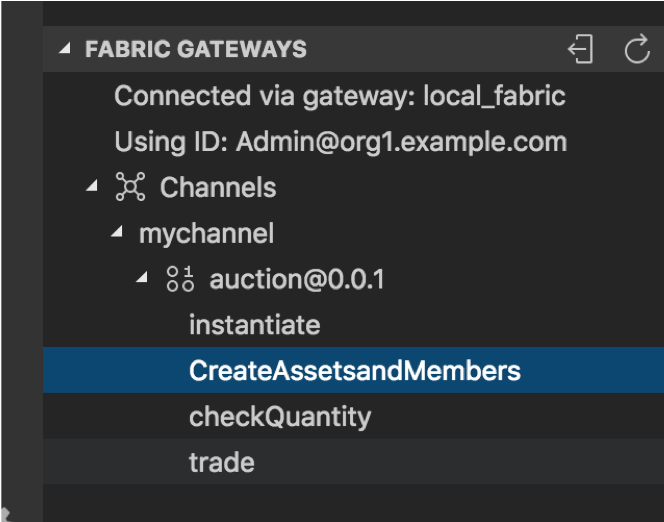 FABRIC GATEWAYS
Connected via gateway: local_fabric
Using ID: Admin@org1.example.com
Channels
mychannel
auction@0.0.1
instantiate
CreateAssetsandMembers
checkQuantity
trade